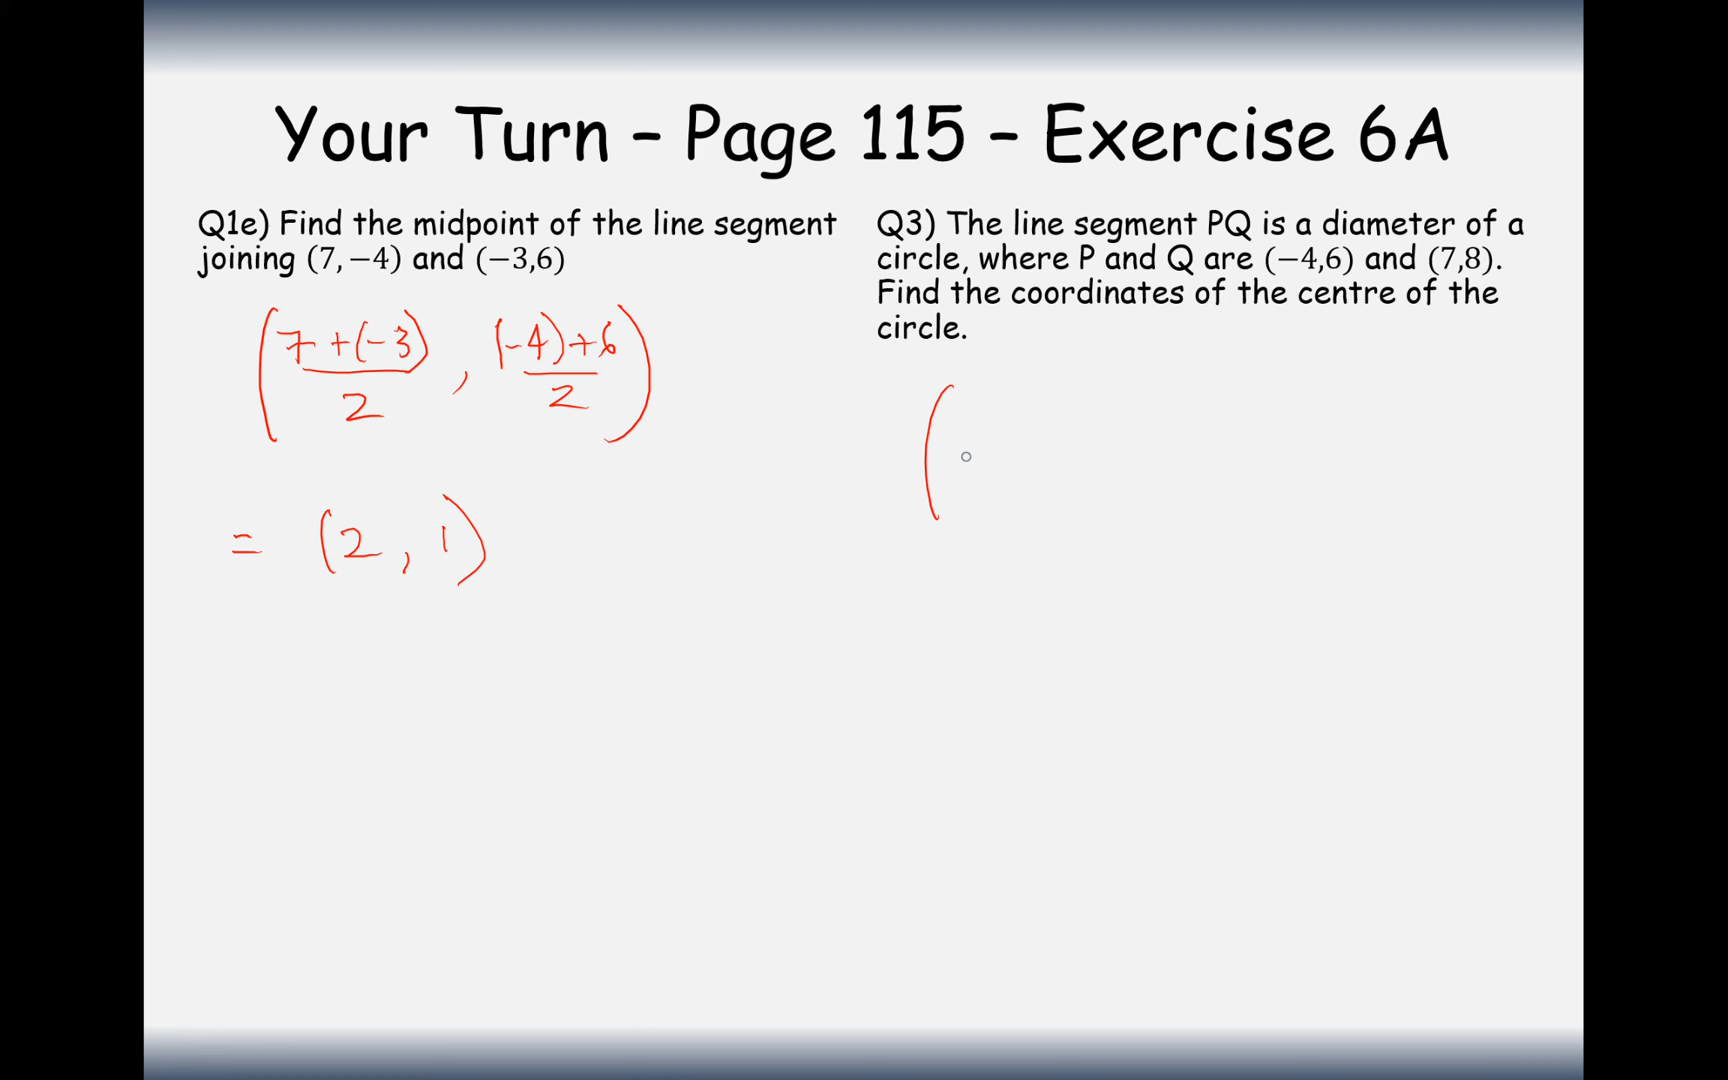 Your Turn – Page 115 – Exercise 6A
Q1e) Find the midpoint of the line segment
joining (7, −4) and (−3,6)
(7 + (-3)/2 , (-4) + 6/2)
= (2 , 1)
Q3) The line segment PQ is a diameter of a
circle, where P and Q are (−4,6) and (7,8).
Find the coordinates of the centre of the
circle.
(